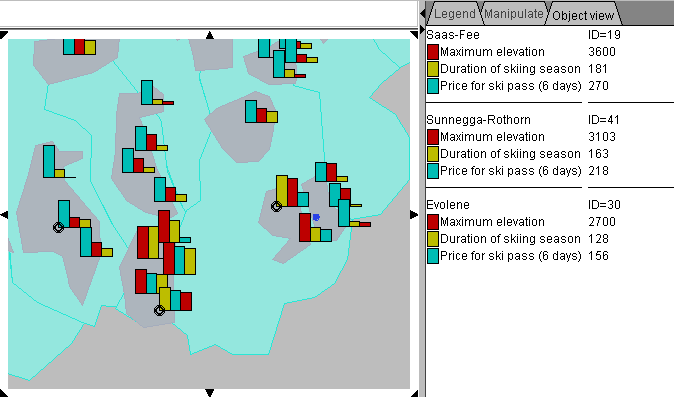 Legend Manipulate Object view
Saas-Fee ID=19
Maximum elevation 3600
Duration of skiing season 181
Price for ski pass (6 days) 270
Sunnegga-Rothorn ID=41
Maximum elevation 3103
Duration of skiing season 163
Price for ski pass (6 days) 218
Evolene ID=30
Maximum elevation 2700
Duration of skiing season 128
Price for ski pass (6 days) 156